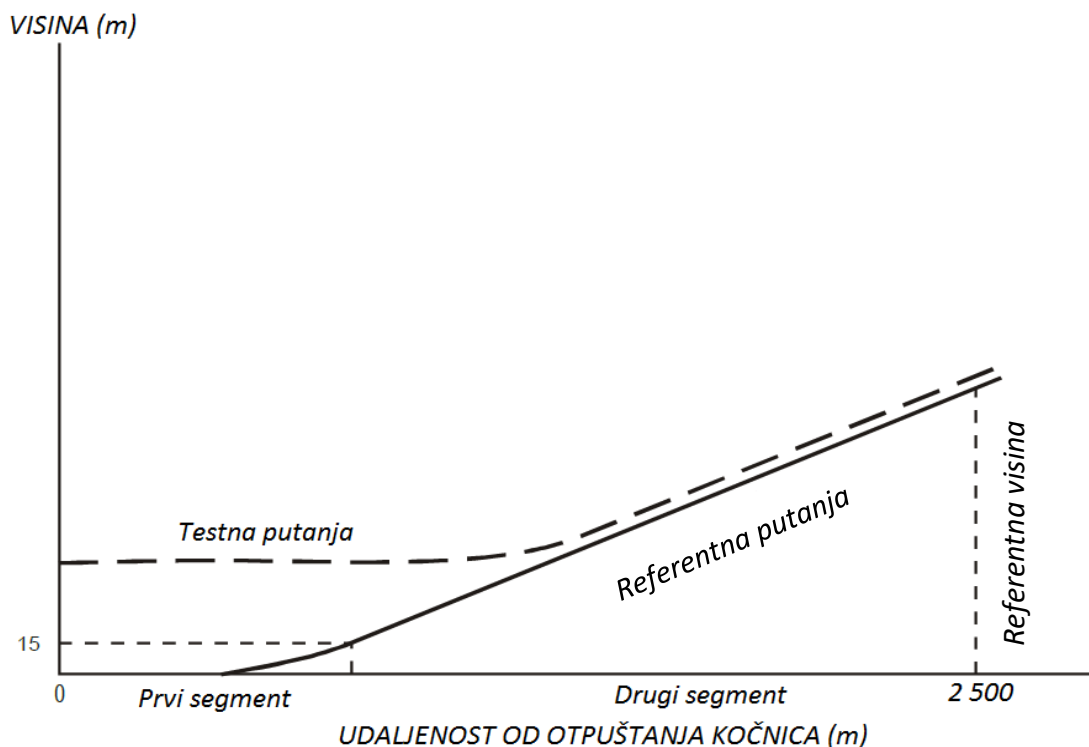 VISINA (m)
Testna putanja
Referentna putanja
Referentna visina
15
0
Prvi segment
Drugi segment
2 500
UDALJENOST OD OTPUŠTANJA KOČNICA (m)